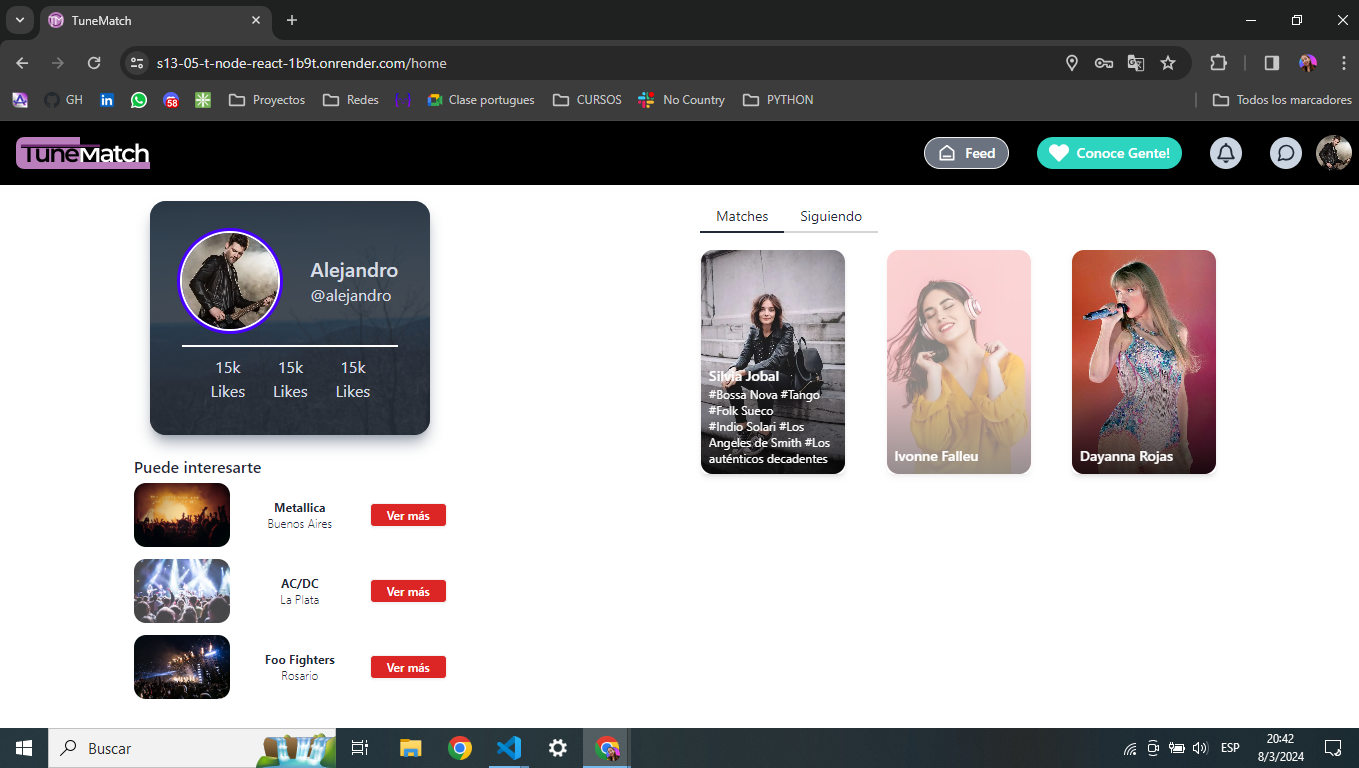 TM TuneMatch
s13-05-t-node-react-1b9t.onrender.com/home
GH
in
58
Proyectos
Redes
Clase portugues
CURSOS
No Country
PYTHON
Todos los marcadores
TuneMatch
Feed
Conoce Gente!
Alejandro
@alejandro
15k 15k 15k
Likes Likes Likes
Matches Siguiendo
Silvia Jobal
#Bossa Nova #Tango
#Folk Sueco
#Indio Solari #Los
Angeles de Smith #Los
auténticos decadentes
Ivonne Falleu
Dayanna Rojas
Puede interesarte
Metallica
Buenos Aires
Ver más
AC/DC
La Plata
Ver más
Foo Fighters
Rosario
Ver más
Buscar
ESP
20:42
8/3/2024